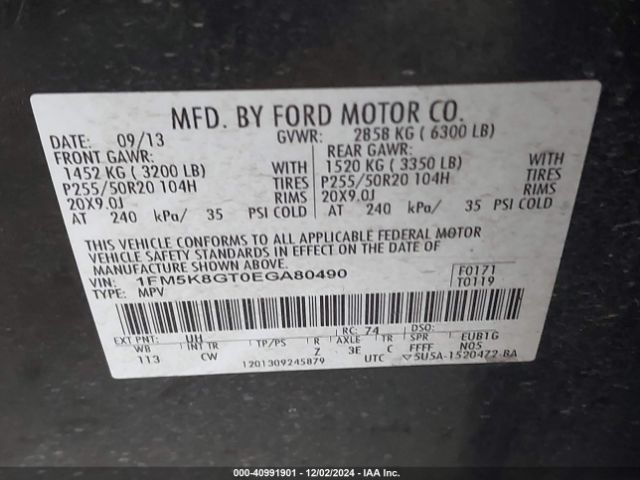 MFD. BY FORD MOTOR CO.
DATE: 09/13 GVWR: 2858 KG ( 6300 LB)
FRONT GAWR: REAR GAWR:
1452 KG ( 3200 LB) WITH 1520 KG ( 3350 LB) WITH
P255/50R20 104H TIRES P255/50R20 104H TIRES
20X9.0J RIMS 20X9.0J RIMS
AT 240 kPa/ 35 PSI COLD AT 240 kPa/ 35 PSI COLD
THIS VEHICLE CONFORMS TO ALL APPLICABLE FEDERAL MOTOR
VEHICLE SAFETY STANDARDS IN EFFECT ON THE DATE OF
MANUFACTURE SHOWN ABOVE.
VIN: 1FM5K8GT0EGA80490 F0171
TYPE: MPV T0119
EXT PNT: UH RC: 74 DSO:
WB INT TR TP/PS R AXLE TR SPR EUB1G
113 CW Z 3E C FFFF N05
1201309245879 UTC ▽5U5A-1520472-BA
000-40991901 - 12/02/2024 - IAA Inc.